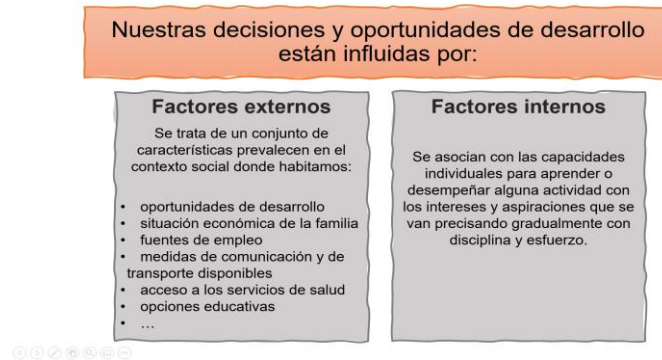 Nuestras decisiones y oportunidades de desarrollo
están influidas por:
Factores externos
Se trata de un conjunto de
características prevalecen en el
contexto social donde habitamos:
• oportunidades de desarrollo
• situación económica de la familia
• fuentes de empleo
• medidas de comunicación y de
transporte disponibles
• acceso a los servicios de salud
• opciones educativas
• ...
Factores internos
Se asocian con las capacidades
individuales para aprender o
desempeñar alguna actividad con
los intereses y aspiraciones que se
van precisando gradualmente con
disciplina y esfuerzo.